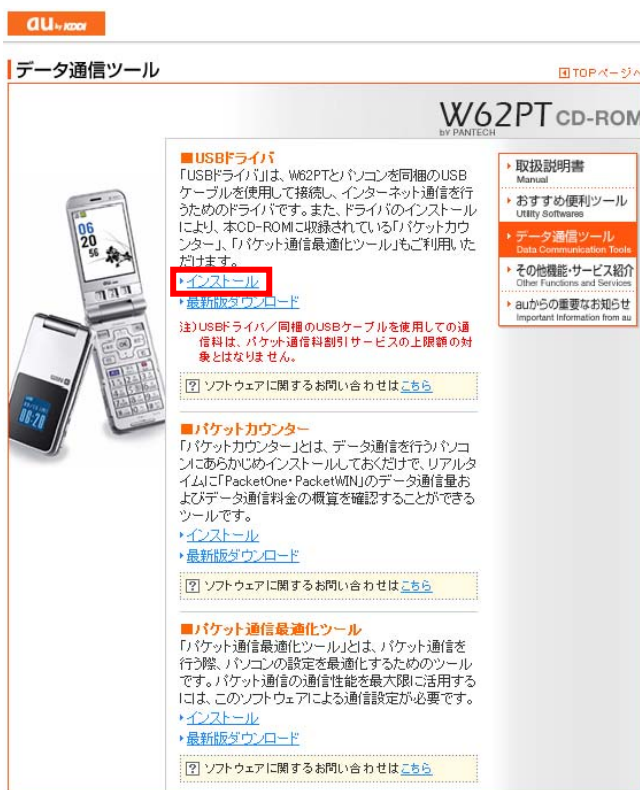 au by KDDI
データ通信ツール
TOPページへ
W62PT CD-ROM
BY PANTECH
■USBドライバ
「USBドライバ」は、W62PTとパソコンを同梱のUSB
ケーブルを使用して接続し、インターネット通信を行
うためのドライバです。また、ドライバのインストール
により、本CD-ROMに収録されている「パケットカウ
ンター」、「パケット通信最適化ツール」もご利用いた
だけます。
インストール
最新版ダウンロード
注)USBドライバ／同梱のUSBケーブルを使用しての通
信料は、パケット通信料割引サービスの上限額の対
象とはなりません。
? ソフトウェアに関するお問い合わせはこちら
■パケットカウンター
「パケットカウンター」とは、データ通信を行うパソコ
ンにあらかじめインストールしておくだけで、リアルタ
イムに「PacketOne・PacketWIN」のデータ通信量お
よびデータ通信料金の概算を確認することができる
ツールです。
インストール
最新版ダウンロード
? ソフトウェアに関するお問い合わせはこちら
■パケット通信最適化ツール
「パケット通信最適化ツール」とは、パケット通信を
行う際、パソコンの設定を最適化するためのツール
です。パケット通信の通信性能を最大限に活用する
には、このソフトウェアによる通信設定が必要です。
インストール
最新版ダウンロード
? ソフトウェアに関するお問い合わせはこちら
取扱説明書
Manual
おすすめ便利ツール
Utility Softwares
データ通信ツール
Data Communication Tools
その他機能・サービス紹介
Other Functions and Services
auからの重要なお知らせ
Important Information from au
06
20
56
08:20